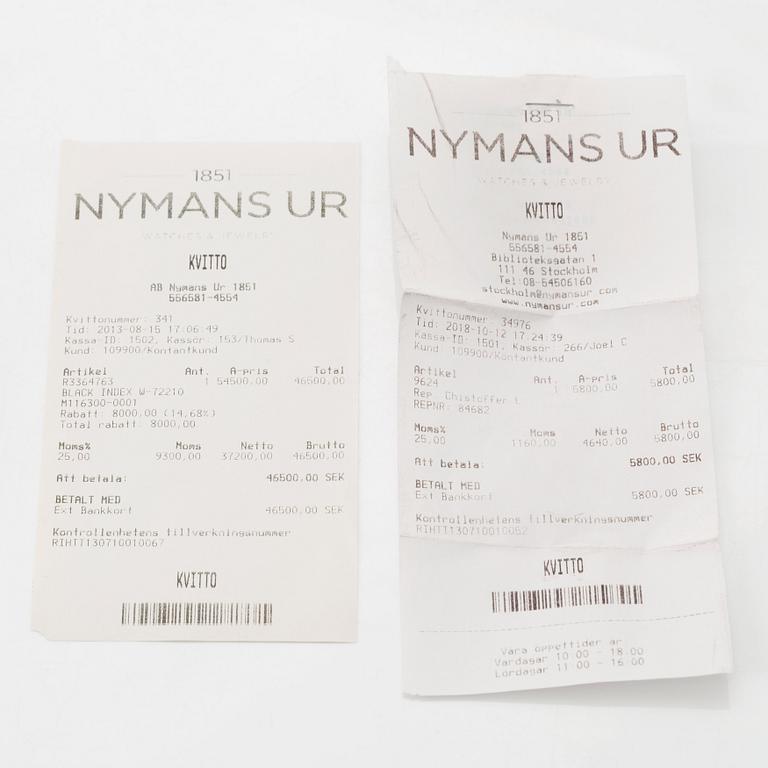 1851
NYMANS UR
WATCHES & JEWELRY
KVITTO
AB Nymans Ur 1851
556581-4554
Kvittonummer: 341
Tid: 2013-08-15 17:06:49
Kassa-ID: 1502, Kassör: 153/Thomas S
Kund: 109900/Kontantkund
Artikel Ant. A-pris Total
R3364763 1 54500,00 46500,00
BLACK INDEX W-72210
M116300-0001
Rabatt: 8000,00 (14,68%)
Total rabatt: 8000,00
Moms% Moms Netto Brutto
25,00 9300,00 37200,00 46500,00
Att betala: 46500,00 SEK
BETALT MED
Ext Bankkort 46500,00 SEK
Kontrollenhetens tillverkningsnummer
RIHTI130710010067
KVITTO
1851
NYMANS UR
WATCHES & JEWELRY
KVITTO
Nymans Ur 1851
556581-4554
Biblioteksgatan 1
111 46 Stockholm
Tel:08-54506160
stockholm@nymansur.com
www.nymansur.com
Kvittonummer: 34976
Tid: 2018-10-12 17:24:39
Kassa-ID: 1501, Kassör: 266/Joel C
Kund: 109900/Kontantkund
Artikel Ant. A-pris Total
9624 1 5800,00 5800,00
Rep. Chistoffer L
REPNR: 84682
Moms% Moms Netto Brutto
25,00 1160,00 4640,00 5800,00
Att betala: 5800,00 SEK
BETALT MED
Ext Bankkort 5800,00 SEK
Kontrollenhetens tillverkningsnummer
RIHTI130710010052
KVITTO
Våra öppettider är:
Vardagar 10.00 - 18.00
Lördagar 11.00 - 16.00